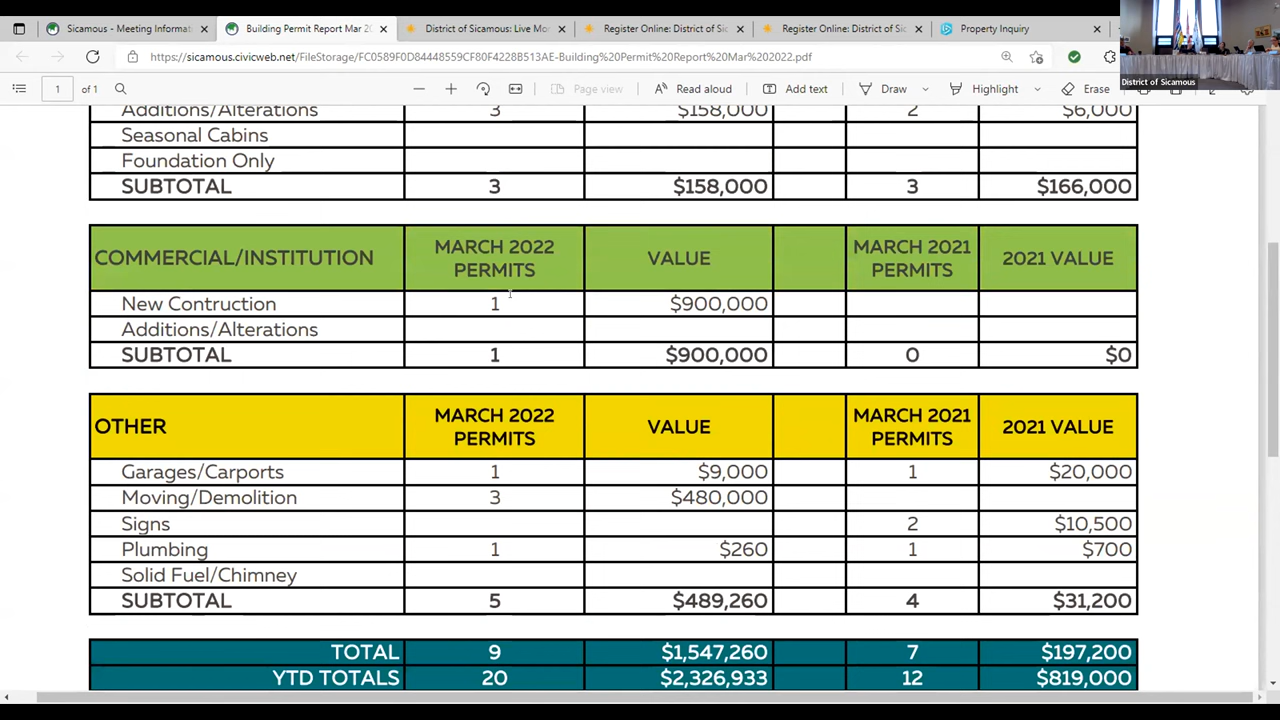 Sicamous - Meeting Informat
Building Permit Report Mar 20
District of Sicamous: Live Mo
Register Online: District of Si
Register Online: District of Si
Property Inquiry
https://sicamous.civicweb.net/FileStorage/FC0589F0D84448559CF80F4228B513AE-Building%20Permit%20Report%20Mar%202022.pdf
1 of 1
Page view
Read aloud
Add text
Draw
Highlight
Erase
District of Sicamous
Additions/Alterations 3 $158,000 2 $6,000
Seasonal Cabins
Foundation Only
SUBTOTAL 3 $158,000 3 $166,000
COMMERCIAL/INSTITUTION MARCH 2022 PERMITS VALUE MARCH 2021 PERMITS 2021 VALUE
New Contruction 1 $900,000
Additions/Alterations
SUBTOTAL 1 $900,000 0 $0
OTHER MARCH 2022 PERMITS VALUE MARCH 2021 PERMITS 2021 VALUE
Garages/Carports 1 $9,000 1 $20,000
Moving/Demolition 3 $480,000
Signs 2 $10,500
Plumbing 1 $260 1 $700
Solid Fuel/Chimney
SUBTOTAL 5 $489,260 4 $31,200
TOTAL 9 $1,547,260 7 $197,200
YTD TOTALS 20 $2,326,933 12 $819,000